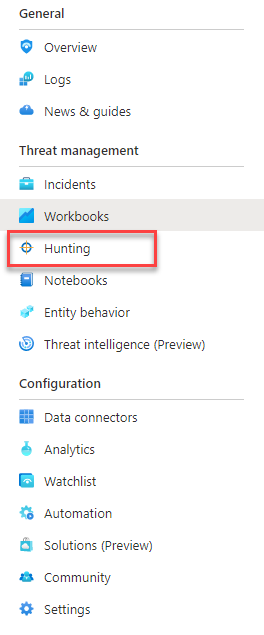 General
Overview
Logs
News & guides
Threat management
Incidents
Workbooks
Hunting
Notebooks
Entity behavior
Threat intelligence (Preview)
Configuration
Data connectors
Analytics
Watchlist
Automation
Solutions (Preview)
Community
Settings